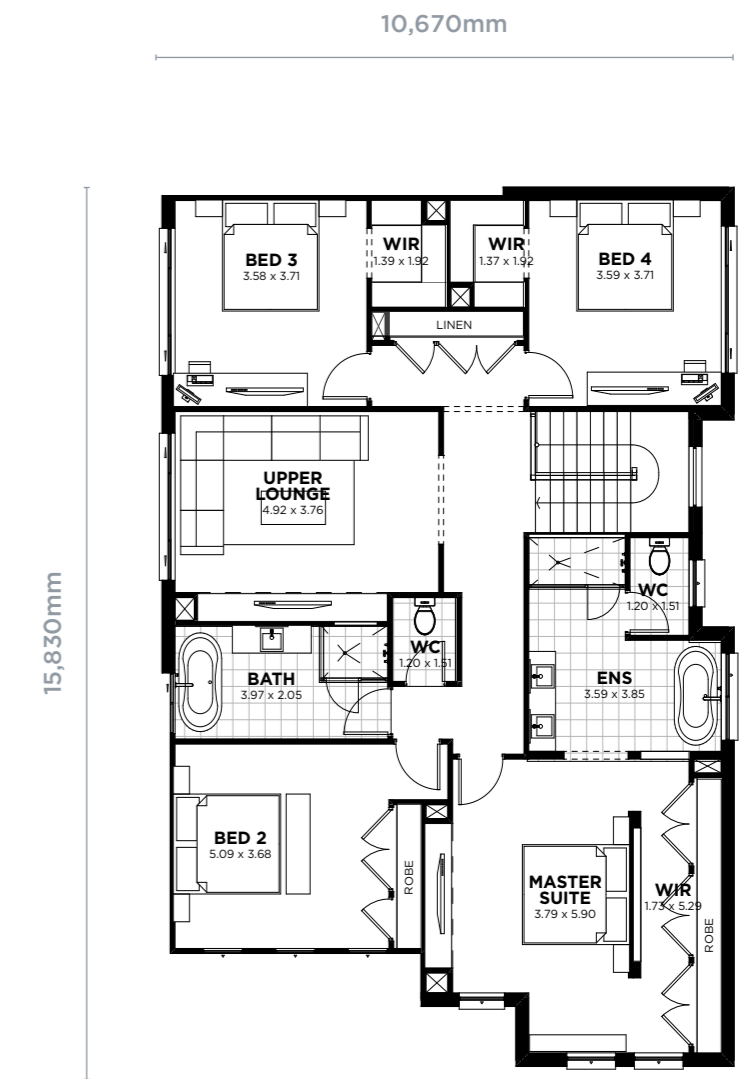 10,670mm
15,830mm
BED 3
3.58 x 3.71
WIR
1.39 x 1.92
WIR
1.37 x 1.92
BED 4
3.59 x 3.71
LINEN
UPPER
LOUNGE
4.92 x 3.76
WC
1.20 x 1.51
WC
1.20 x 1.51
BATH
3.97 x 2.05
ENS
3.59 x 3.85
BED 2
5.09 x 3.68
ROBE
MASTER
SUITE
3.79 x 5.90
WIR
1.73 x 5.29
ROBE